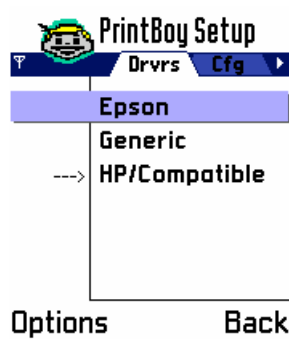 PrintBoy Setup
Drvrs Cfg
Epson
Generic
---> HP/Compatible
Options Back